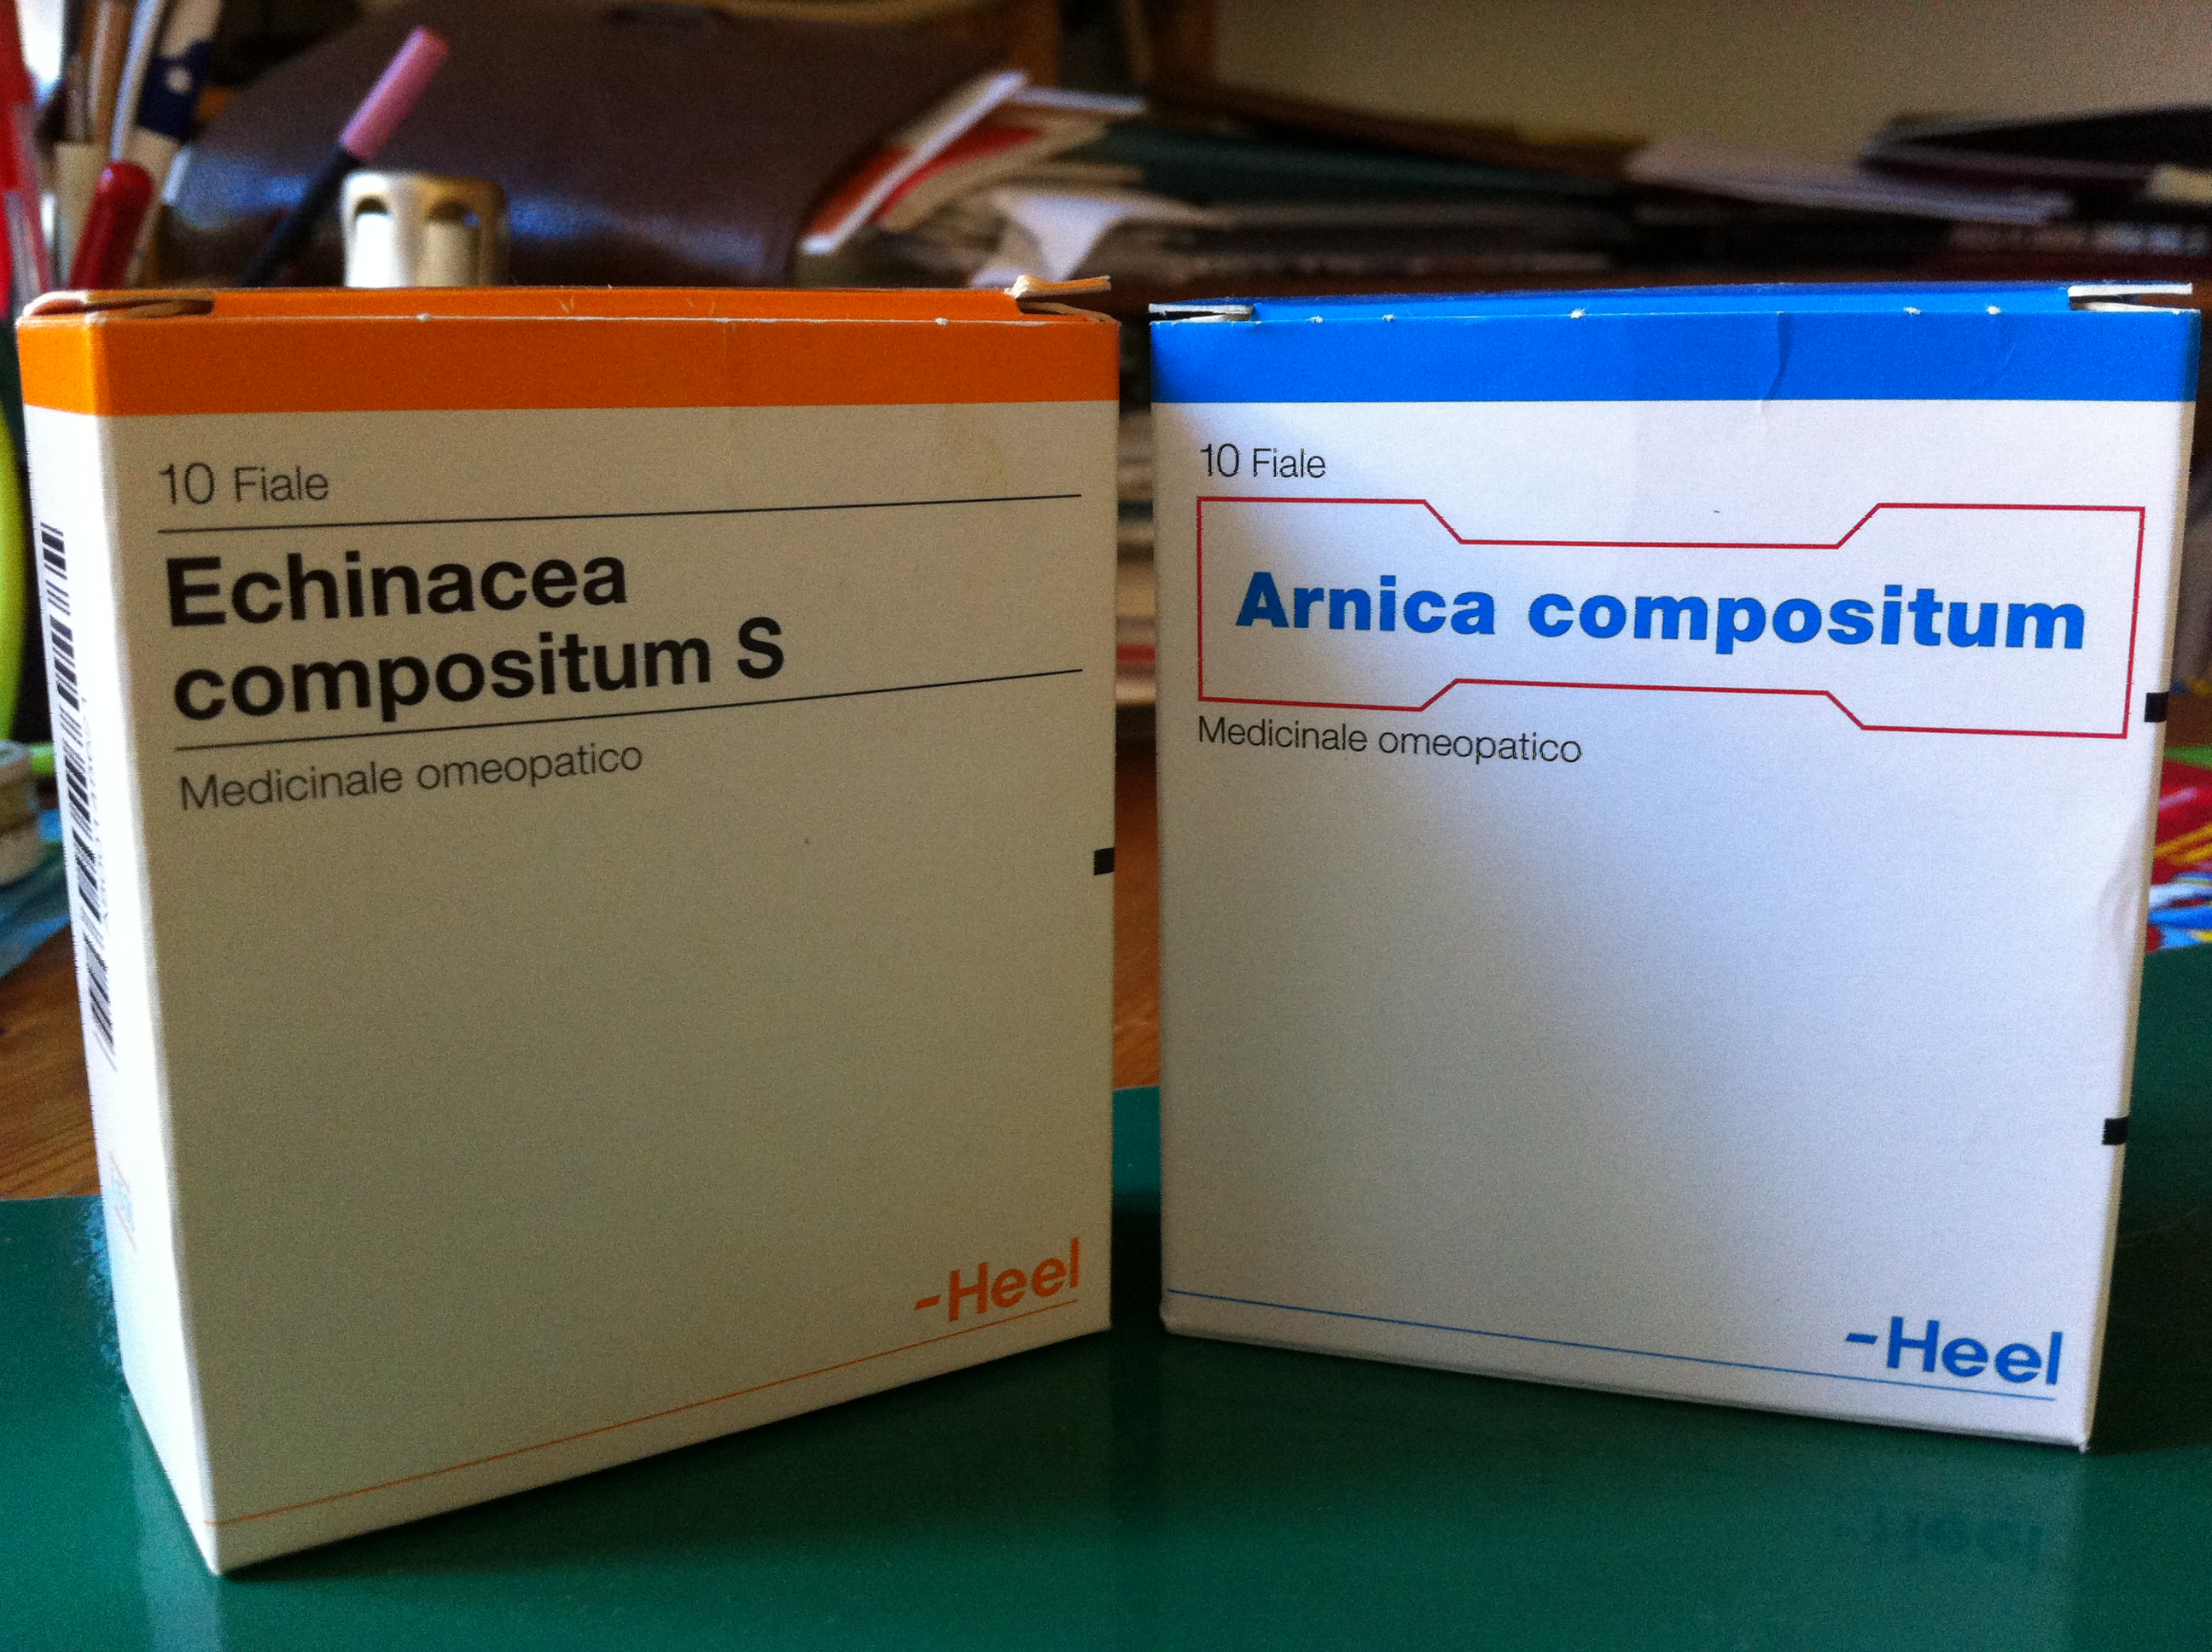 10 Fiale
Echinacea
compositum S
Medicinale omeopatico
-Heel
10 Fiale
Arnica compositum
Medicinale omeopatico
-Heel